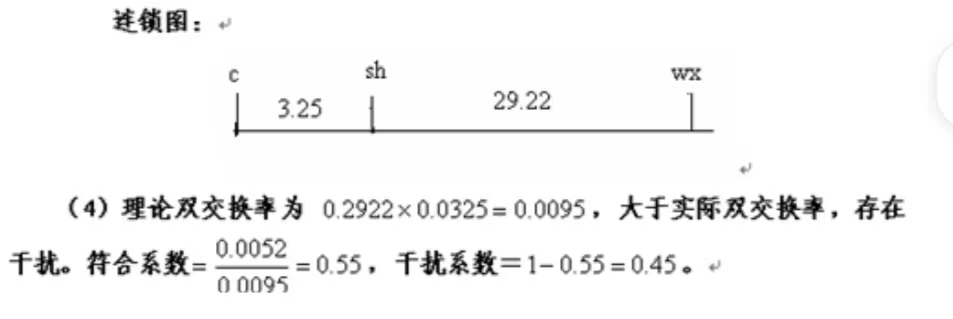 连锁图：
c sh wx
3.25 29.22
（4）理论双交换率为 0.2922×0.0325=0.0095，大于实际双交换率，存在
干扰。符合系数=0.0052/0.0095=0.55，干扰系数=1-0.55=0.45。